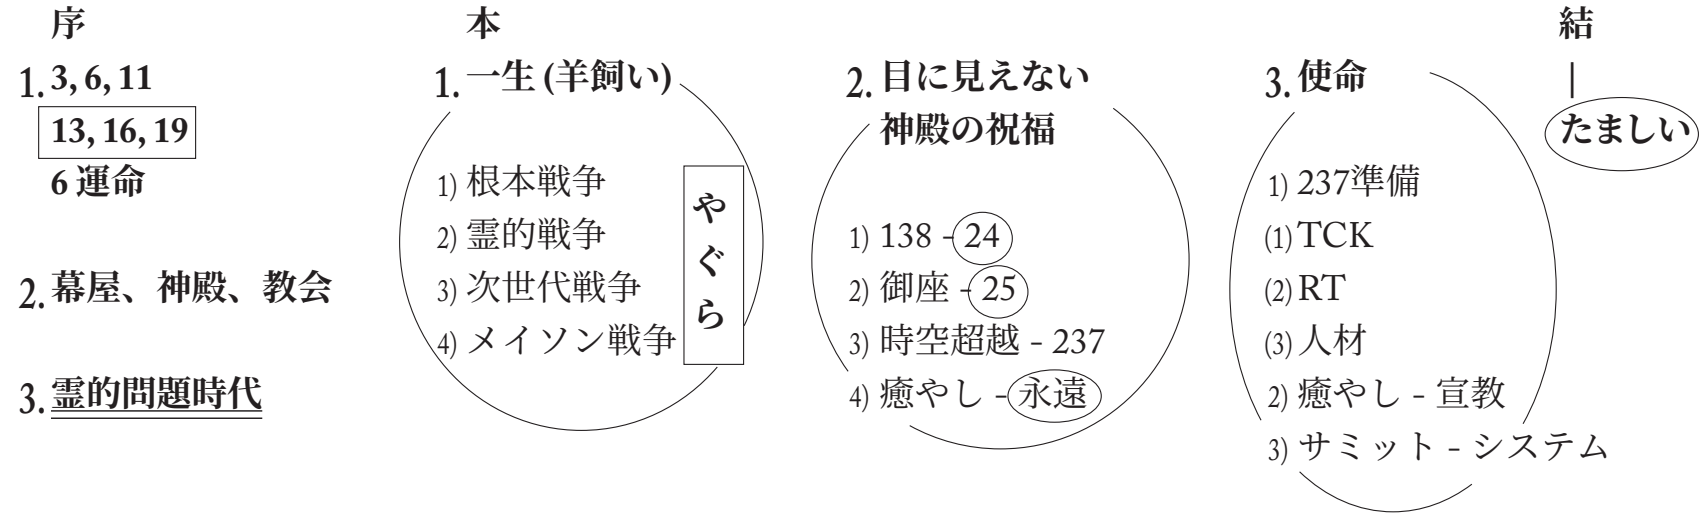 序
1. 3, 6, 11
13, 16, 19
6 運命
2. 幕屋、神殿、教会
3. 霊的問題時代
本
1. 一生 (羊飼い)
1) 根本戦争
2) 霊的戦争
3) 次世代戦争
4) メイソン戦争
やぐら
2. 目に見えない
神殿の祝福
1) 138 - 24
2) 御座 - 25
3) 時空超越 - 237
4) 癒やし - 永遠
3. 使命
1) 237準備
(1) TCK
(2) RT
(3) 人材
2) 癒やし - 宣教
3) サミット - システム
結
たましい